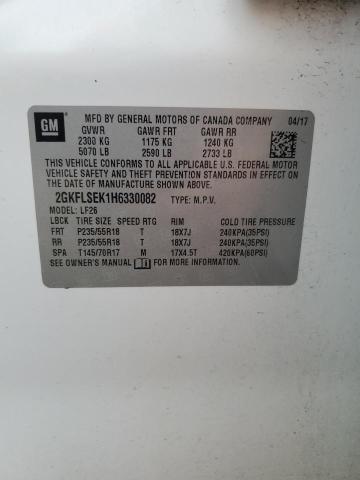 GM
MFD BY GENERAL MOTORS OF CANADA COMPANY 04/17
GVWR GAWR FRT GAWR RR
2300 KG 1175 KG 1240 KG
5070 LB 2590 LB 2733 LB
THIS VEHICLE CONFORMS TO ALL APPLICABLE U.S. FEDERAL MOTOR
VEHICLE SAFETY AND THEFT PREVENTION STANDARDS IN EFFECT ON
THE DATE OF MANUFACTURE SHOWN ABOVE.
2GKFLSEK1H6330082 TYPE: M.P.V.
MODEL: LF26
LBCK TIRE SIZE SPEED RTG RIM COLD TIRE PRESSURE
FRT P235/55R18 T 18X7J 240KPA(35PSI)
RR P235/55R18 T 18X7J 240KPA(35PSI)
SPA T145/70R17 M 17X4.5T 420KPA(60PSI)
SEE OWNERS MANUAL FOR MORE INFORMATION